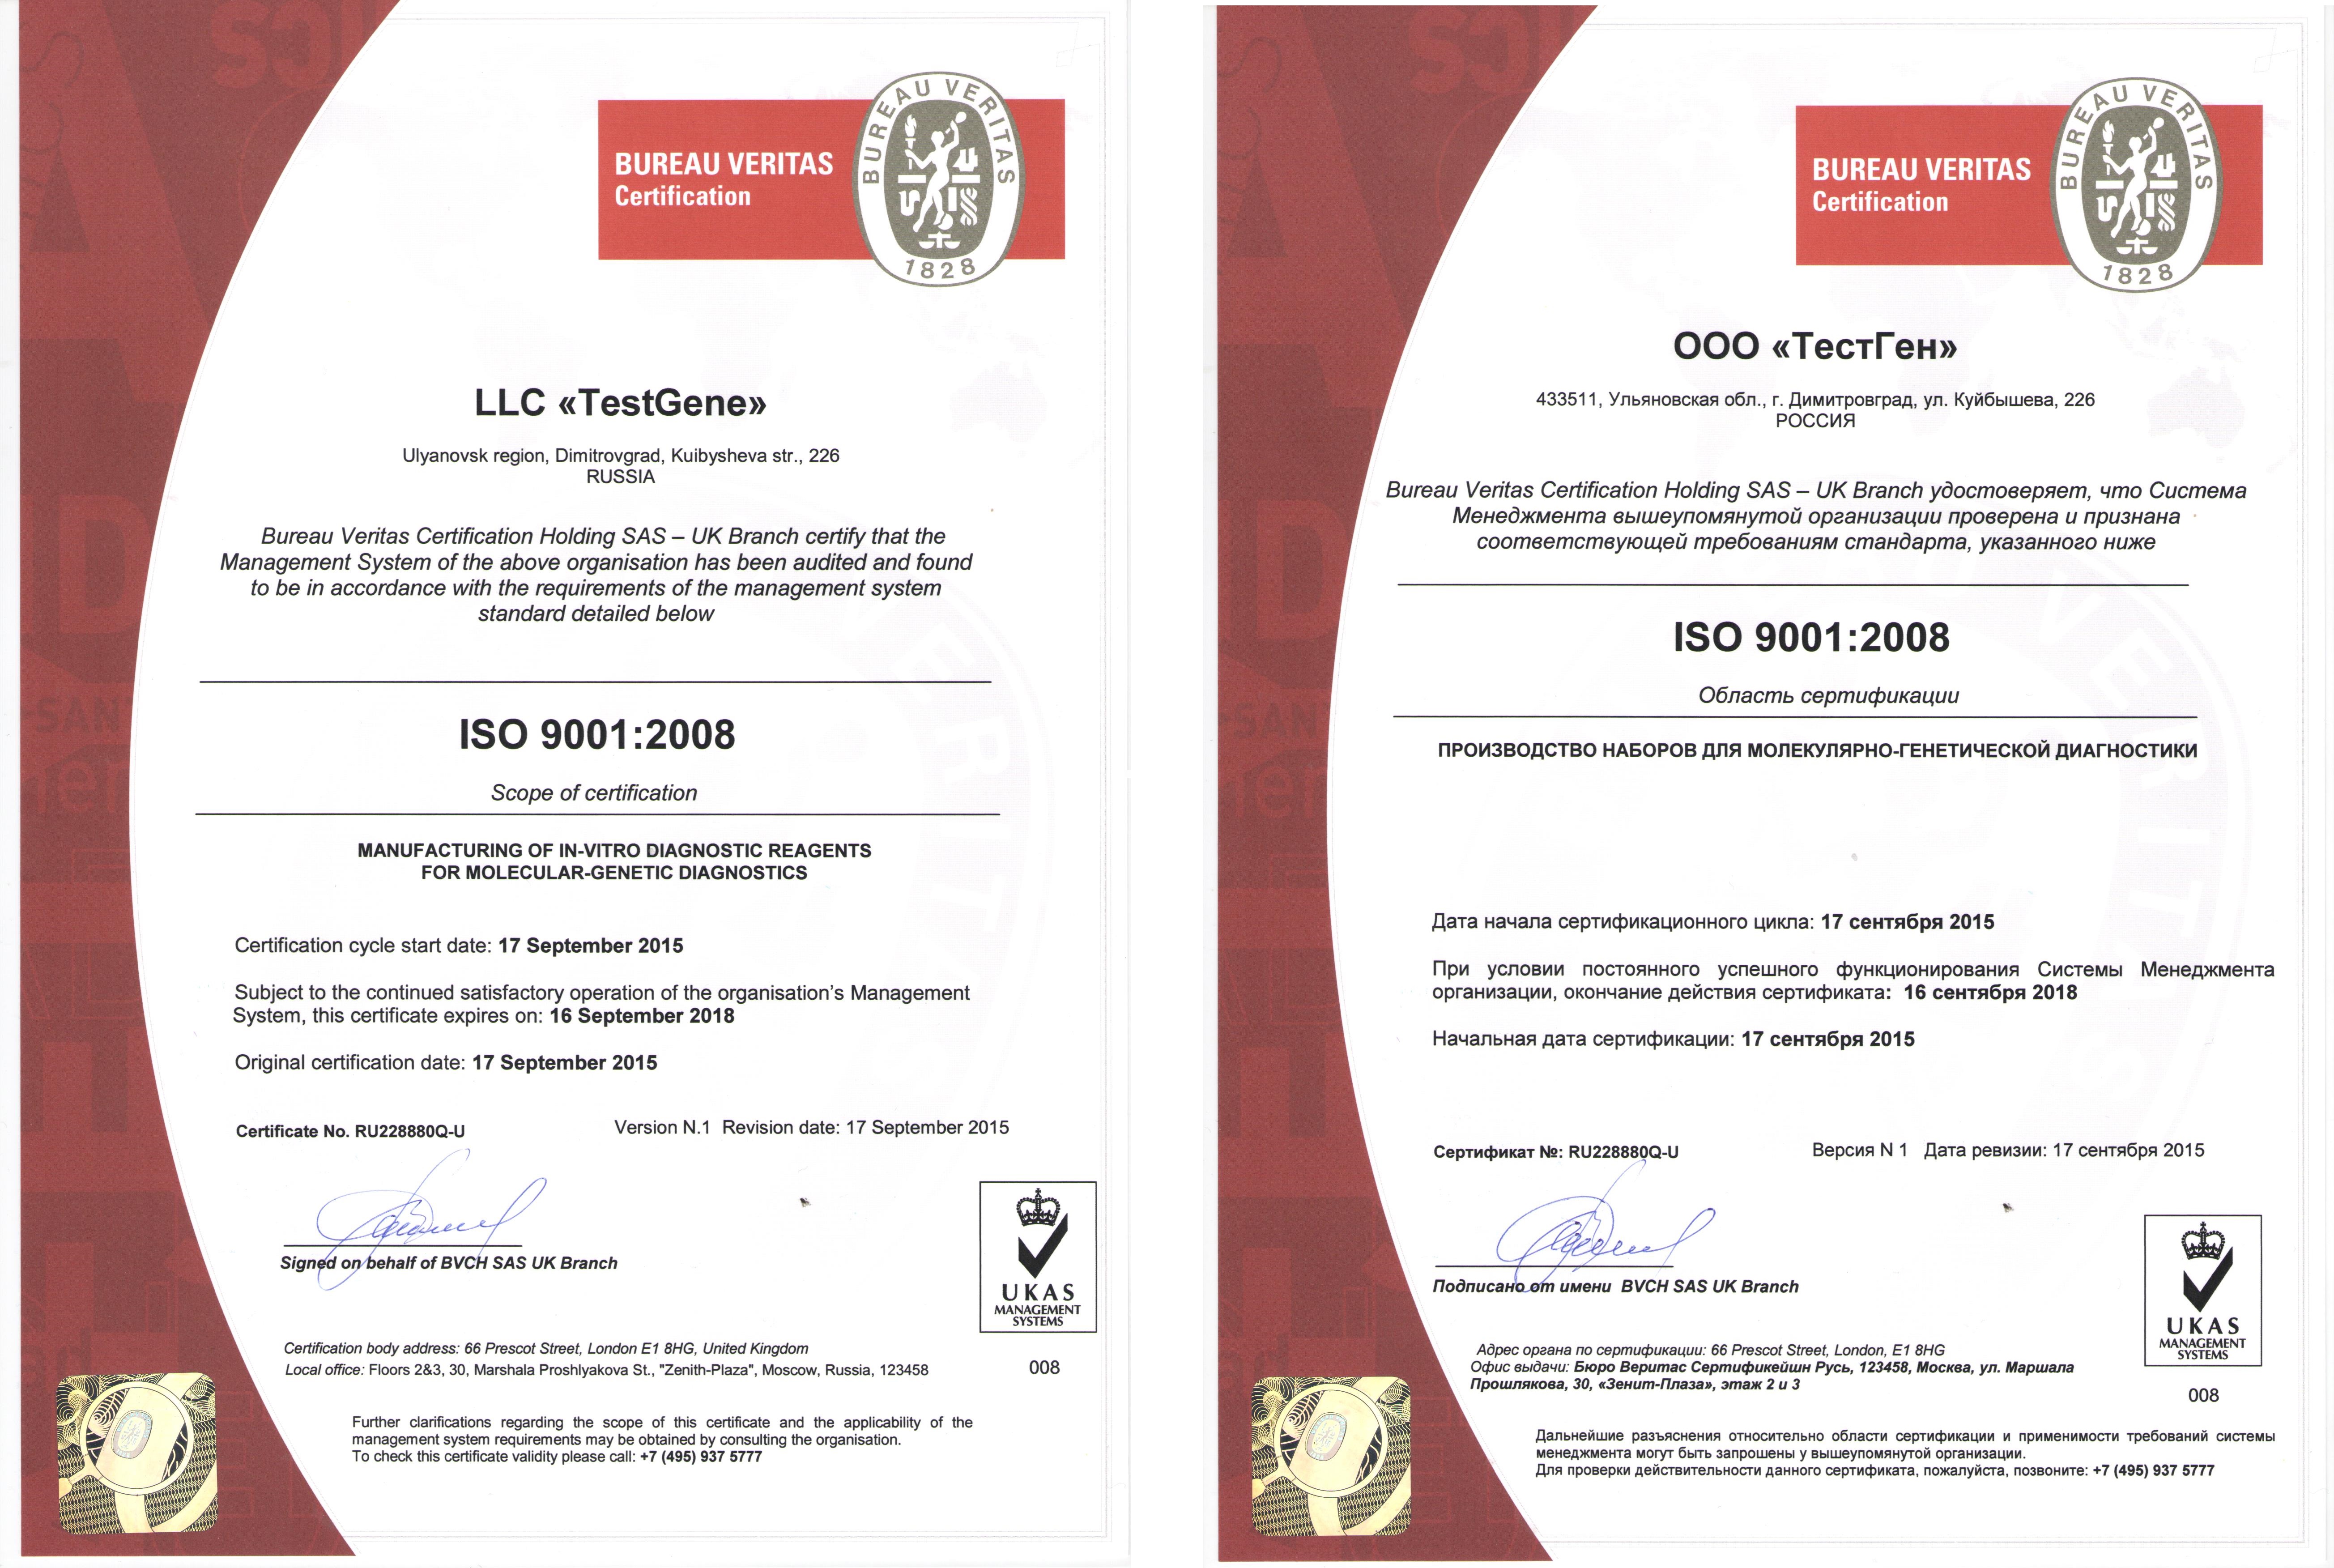 BUREAU VERITAS
Certification
BUREAU VERITAS
1828
LLC «TestGene»
Ulyanovsk region, Dimitrovgrad, Kuibysheva str., 226
RUSSIA
Bureau Veritas Certification Holding SAS – UK Branch certify that the
Management System of the above organisation has been audited and found
to be in accordance with the requirements of the management system
standard detailed below
ISO 9001:2008
Scope of certification
MANUFACTURING OF IN-VITRO DIAGNOSTIC REAGENTS
FOR MOLECULAR-GENETIC DIAGNOSTICS
Certification cycle start date: 17 September 2015
Subject to the continued satisfactory operation of the organisation's Management
System, this certificate expires on: 16 September 2018
Original certification date: 17 September 2015
Certificate No. RU228880Q-U
Version N.1 Revision date: 17 September 2015
Signed on behalf of BVCH SAS UK Branch
UKAS
MANAGEMENT
SYSTEMS
008
Certification body address: 66 Prescot Street, London E1 8HG, United Kingdom
Local office: Floors 2&3, 30, Marshala Proshlyakova St., "Zenith-Plaza", Moscow, Russia, 123458
Further clarifications regarding the scope of this certificate and the applicability of the
management system requirements may be obtained by consulting the organisation.
To check this certificate validity please call: +7 (495) 937 5777
BUREAU VERITAS
Certification
BUREAU VERITAS
1828
ООО «ТестГен»
433511, Ульяновская обл., г. Димитровград, ул. Куйбышева, 226
РОССИЯ
Bureau Veritas Certification Holding SAS – UK Branch удостоверяет, что Система
Менеджмента вышеупомянутой организации проверена и признана
соответствующей требованиям стандарта, указанного ниже
ISO 9001:2008
Область сертификации
ПРОИЗВОДСТВО НАБОРОВ ДЛЯ МОЛЕКУЛЯРНО-ГЕНЕТИЧЕСКОЙ ДИАГНОСТИКИ
Дата начала сертификационного цикла: 17 сентября 2015
При условии постоянного успешного функционирования Системы Менеджмента
организации, окончание действия сертификата: 16 сентября 2018
Начальная дата сертификации: 17 сентября 2015
Сертификат №: RU228880Q-U
Версия N 1 Дата ревизии: 17 сентября 2015
Подписано от имени BVCH SAS UK Branch
UKAS
MANAGEMENT
SYSTEMS
008
Адрес органа по сертификации: 66 Prescot Street, London, E1 8HG
Офис выдачи: Бюро Веритас Сертификейшн Русь, 123458, Москва, ул. Маршала
Прошлякова, 30, «Зенит-Плаза», этаж 2 и 3
Дальнейшие разъяснения относительно области сертификации и применимости требований системы
менеджмента могут быть запрошены у вышеупомянутой организации.
Для проверки действительности данного сертификата, пожалуйста, позвоните: +7 (495) 937 5777